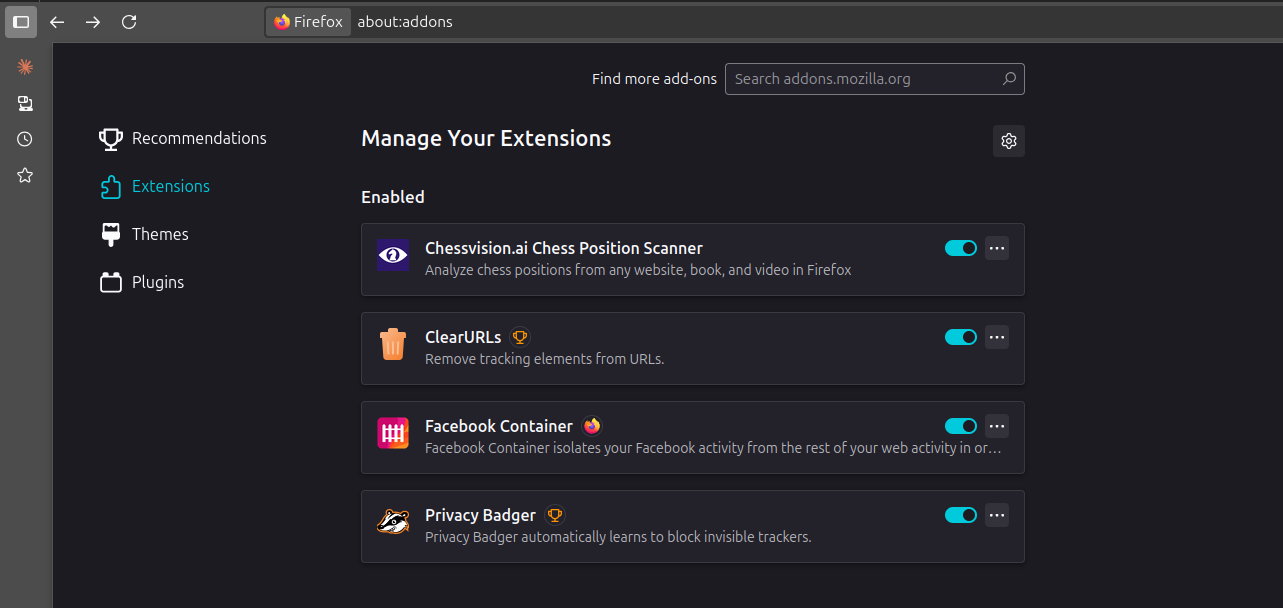 Firefox about:addons
Find more add-ons Search addons.mozilla.org
Recommendations
Extensions
Themes
Plugins
Manage Your Extensions
Enabled
Chessvision.ai Chess Position Scanner
Analyze chess positions from any website, book, and video in Firefox
ClearURLs
Remove tracking elements from URLs.
Facebook Container
Facebook Container isolates your Facebook activity from the rest of your web activity in or…
Privacy Badger
Privacy Badger automatically learns to block invisible trackers.